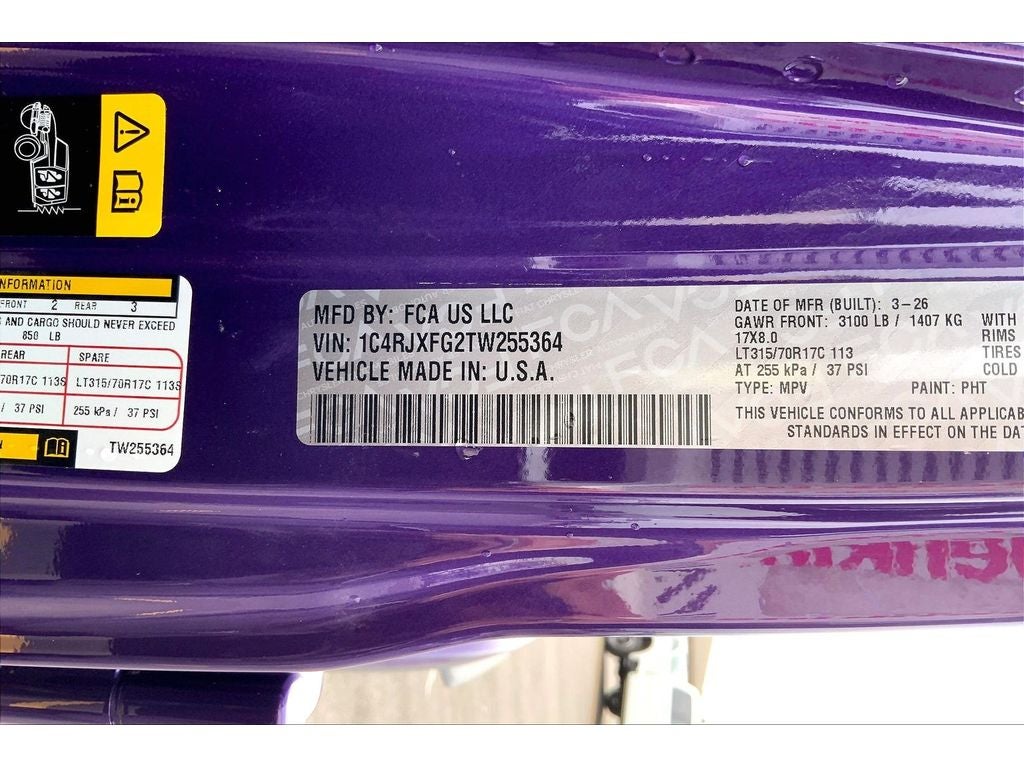 NFORMATION
FRONT 2 REAR 3
AND CARGO SHOULD NEVER EXCEED
850 LB
REAR SPARE
70R17C 113S LT315/70R17C 113S
/ 37 PSI 255 kPa / 37 PSI
TW255364
MFD BY: FCA US LLC
VIN: 1C4RJXFG2TW255364
VEHICLE MADE IN: U.S.A.
DATE OF MFR (BUILT): 3-26
GAWR FRONT: 3100 LB / 1407 KG WITH
17X8.0 RIMS
LT315/70R17C 113 TIRES
AT 255 kPa / 37 PSI COLD
TYPE: MPV PAINT: PHT
THIS VEHICLE CONFORMS TO ALL APPLICAB
STANDARDS IN EFFECT ON THE DAT